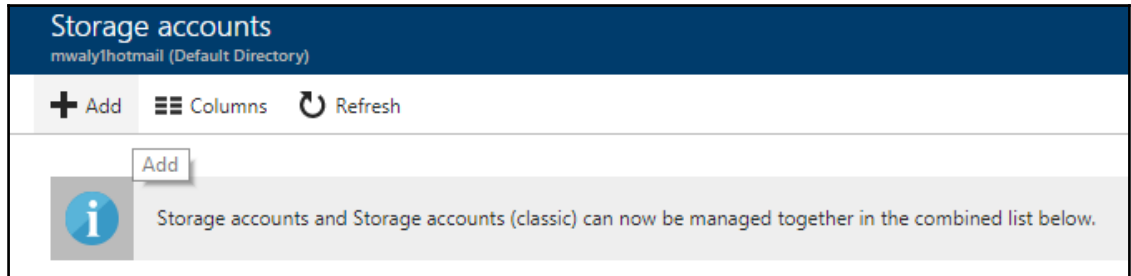 Storage accounts
mwaly1hotmail (Default Directory)
Add Columns Refresh
Add
Storage accounts and Storage accounts (classic) can now be managed together in the combined list below.